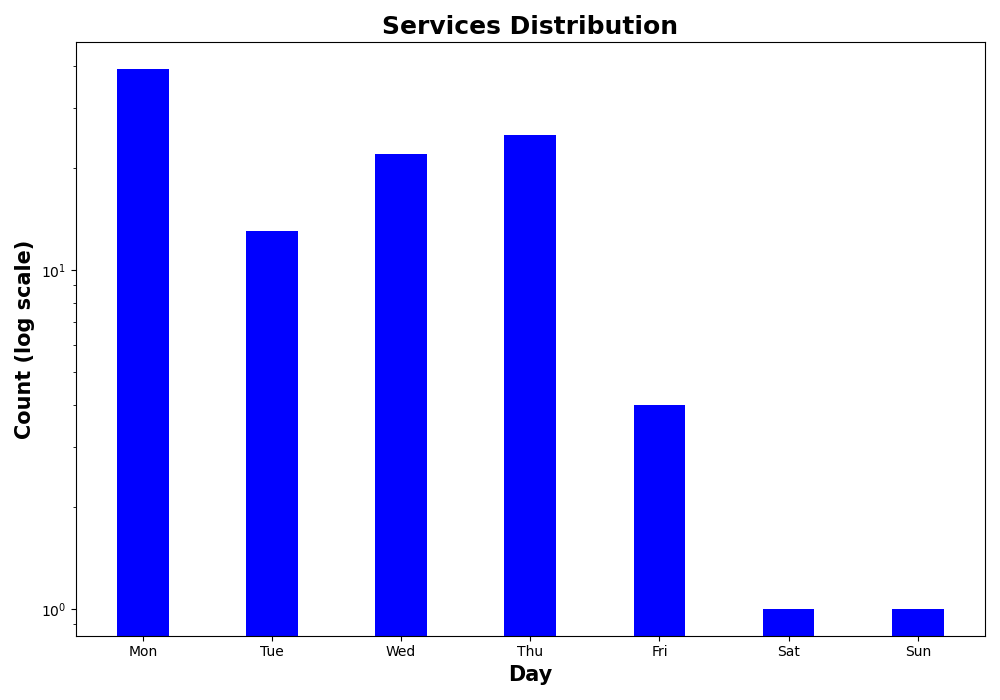 Services Distribution
Count (log scale)
10¹
10⁰
Mon Tue Wed Thu Fri Sat Sun
Day